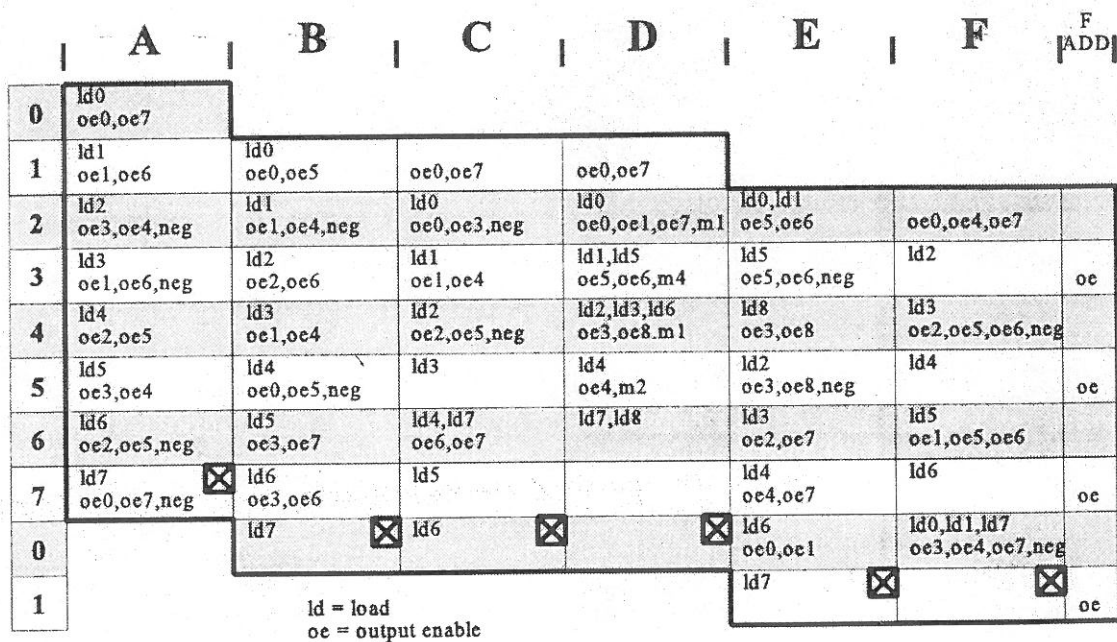 A B C D E F F ADD
0
ld0
oe0,oe7
1
ld1
oe1,oe6
ld0
oe0,oe5
oe0,oe7
oe0,oe7
2
ld2
oe3,oe4,neg
ld1
oe1,oe4,neg
ld0
oe0,oe3,neg
ld0
oe0,oe1,oe7,m1
ld0,ld1
oe5,oe6
oe0,oe4,oe7
3
ld3
oe1,oe6,neg
ld2
oe2,oe6
ld1
oe1,oe4
ld1,ld5
oe5,oe6,m4
ld5
oe5,oe6,neg
ld2
oe
4
ld4
oe2,oe5
ld3
oe1,oe4
ld2
oe2,oe5,neg
ld2,ld3,ld6
oe3,oe8.m1
ld8
oe3,oe8
ld3
oe2,oe5,oe6,neg
5
ld5
oe3,oe4
ld4
oe0,oe5,neg
ld3
ld4
oe4,m2
ld2
oe3,oe8,neg
ld4
oe
6
ld6
oe2,oe5,neg
ld5
oe3,oe7
ld4,ld7
oe6,oe7
ld7,ld8
ld3
oe2,oe7
ld5
oe1,oe5,oe6
7
ld7
oe0,oe7,neg
ld6
oe3,oe6
ld5
ld4
oe4,oe7
ld6
oe
0
ld7
ld6
ld6
oe0,oe1
ld0,ld1,ld7
oe3,oe4,oe7,neg
1
ld7
oe
ld = load
oe = output enable